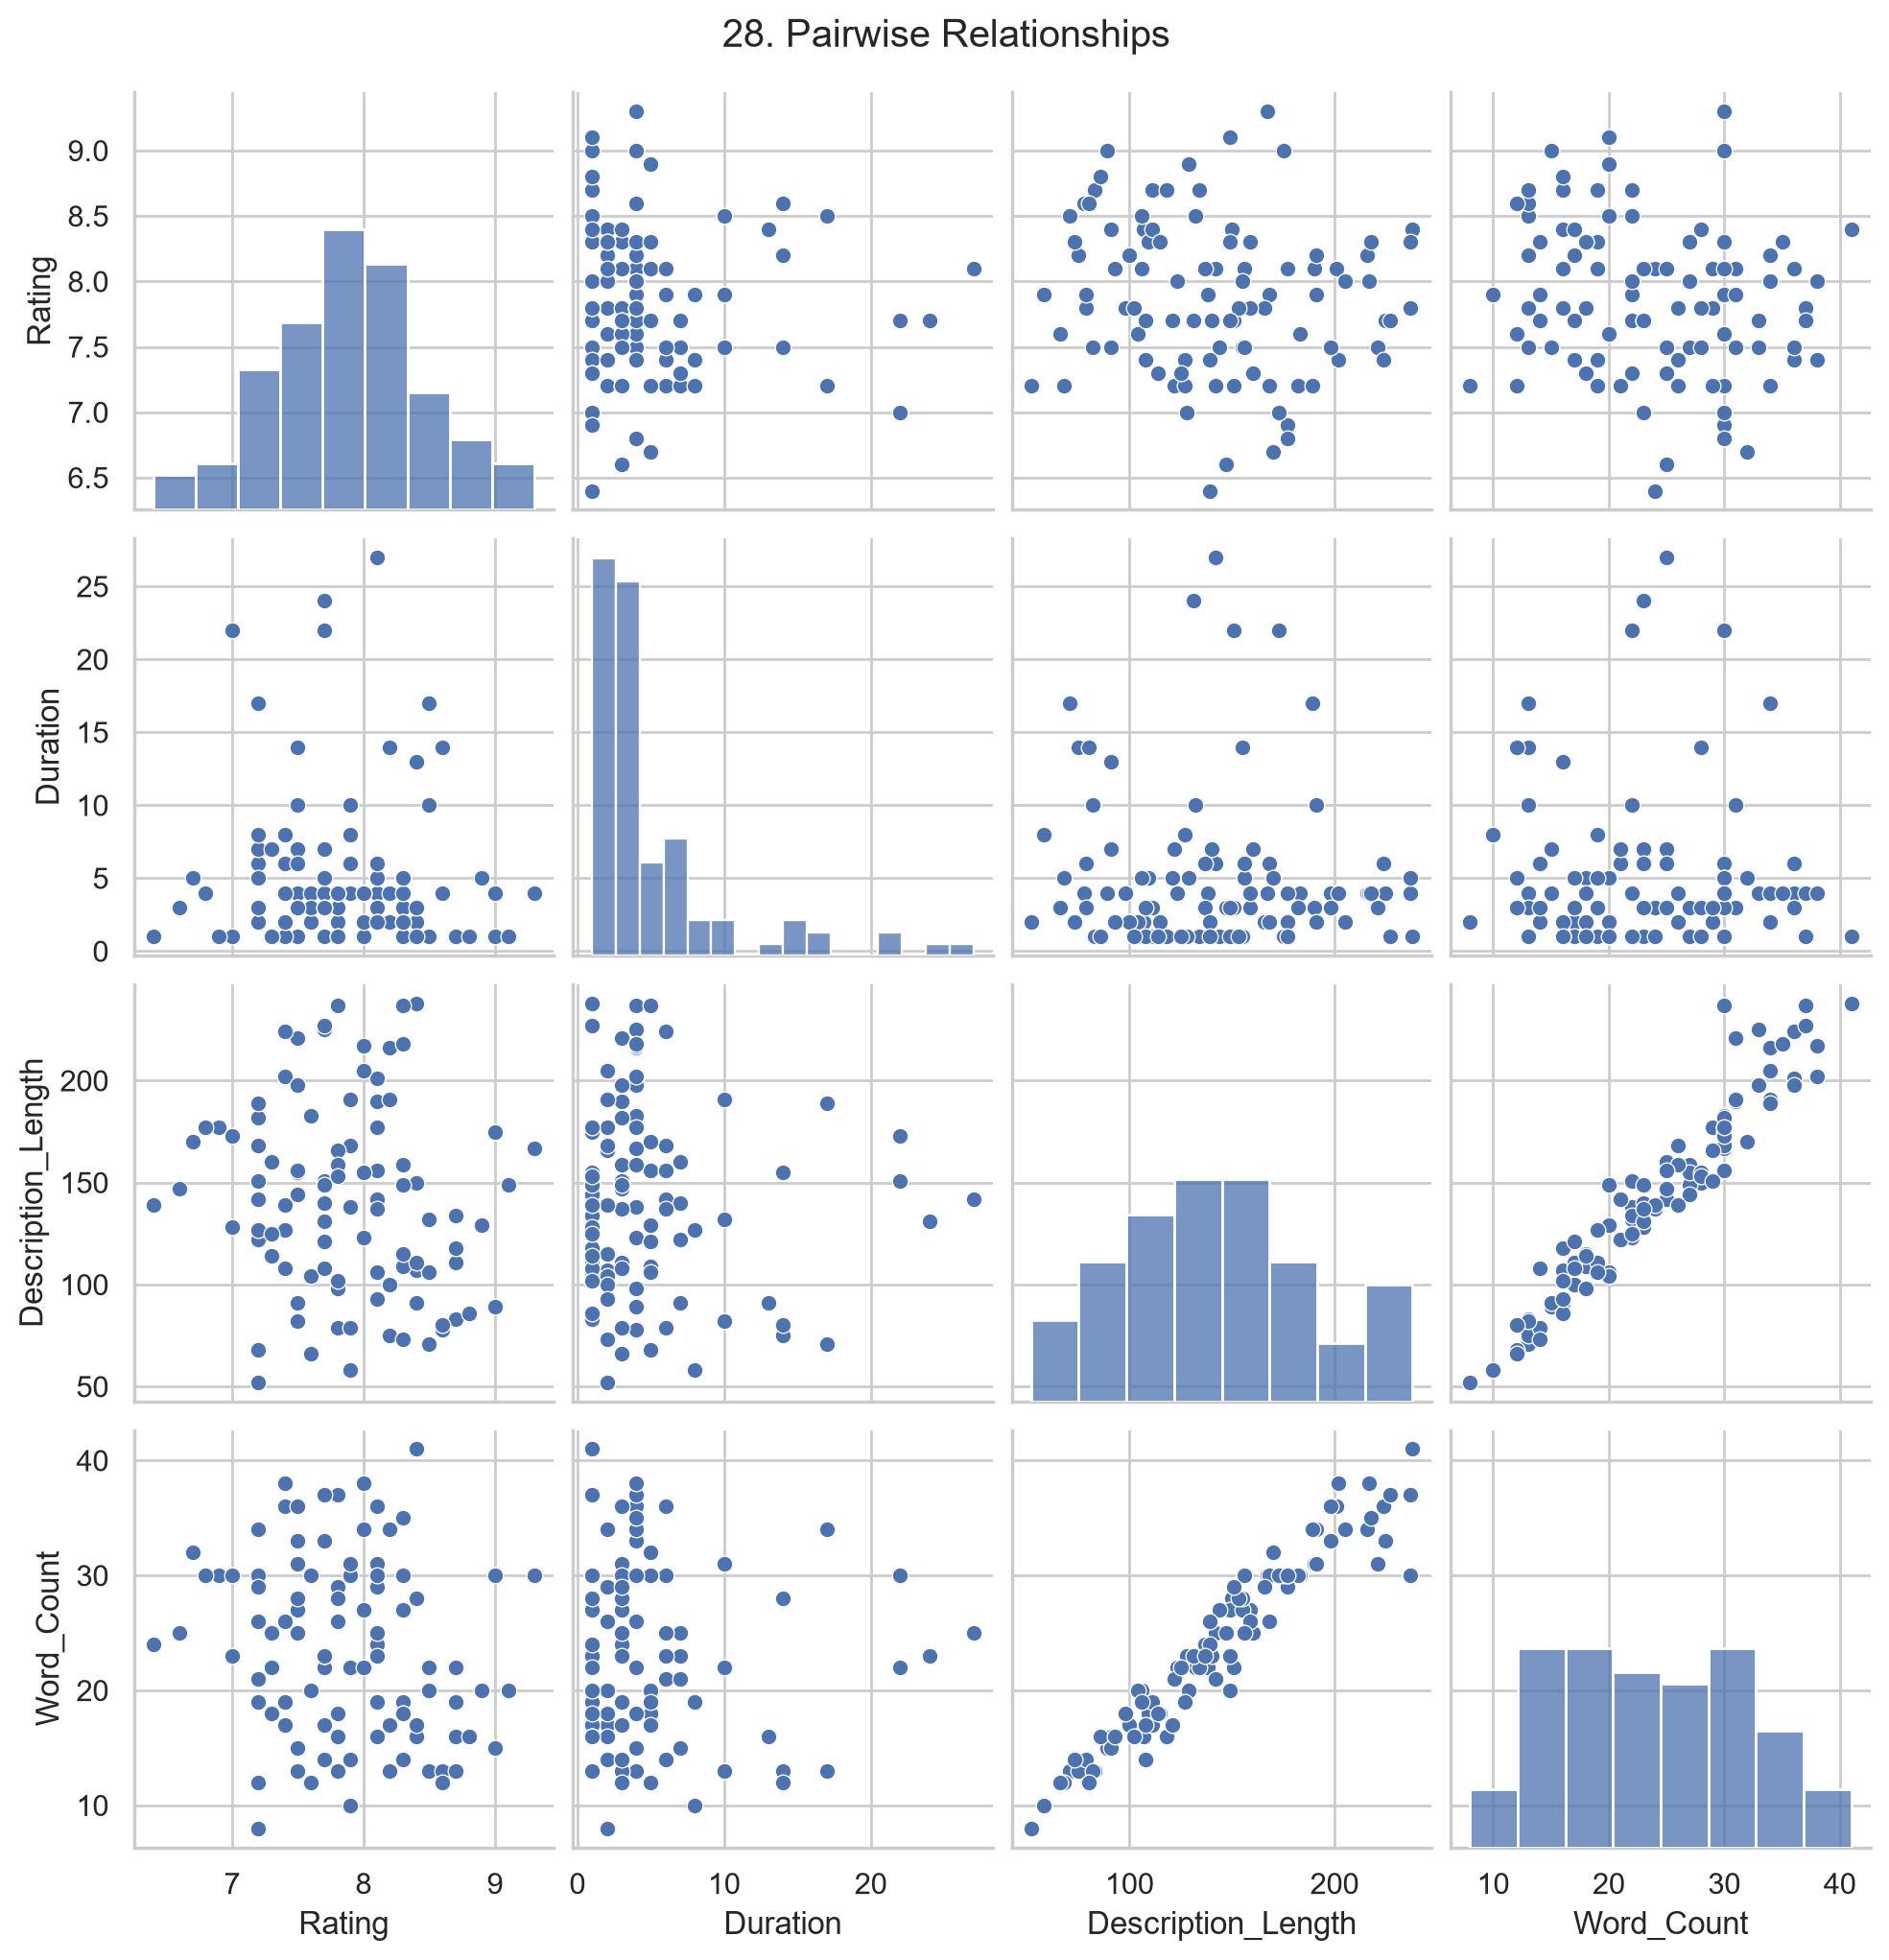 28. Pairwise Relationships
9.0
8.5
8.0
7.5
7.0
6.5
Rating
25
20
15
10
5
0
Duration
200
150
100
50
Description_Length
40
30
20
10
Word_Count
7 8 9 0 10 20 100 200 10 20 30 40
Rating Duration Description_Length Word_Count